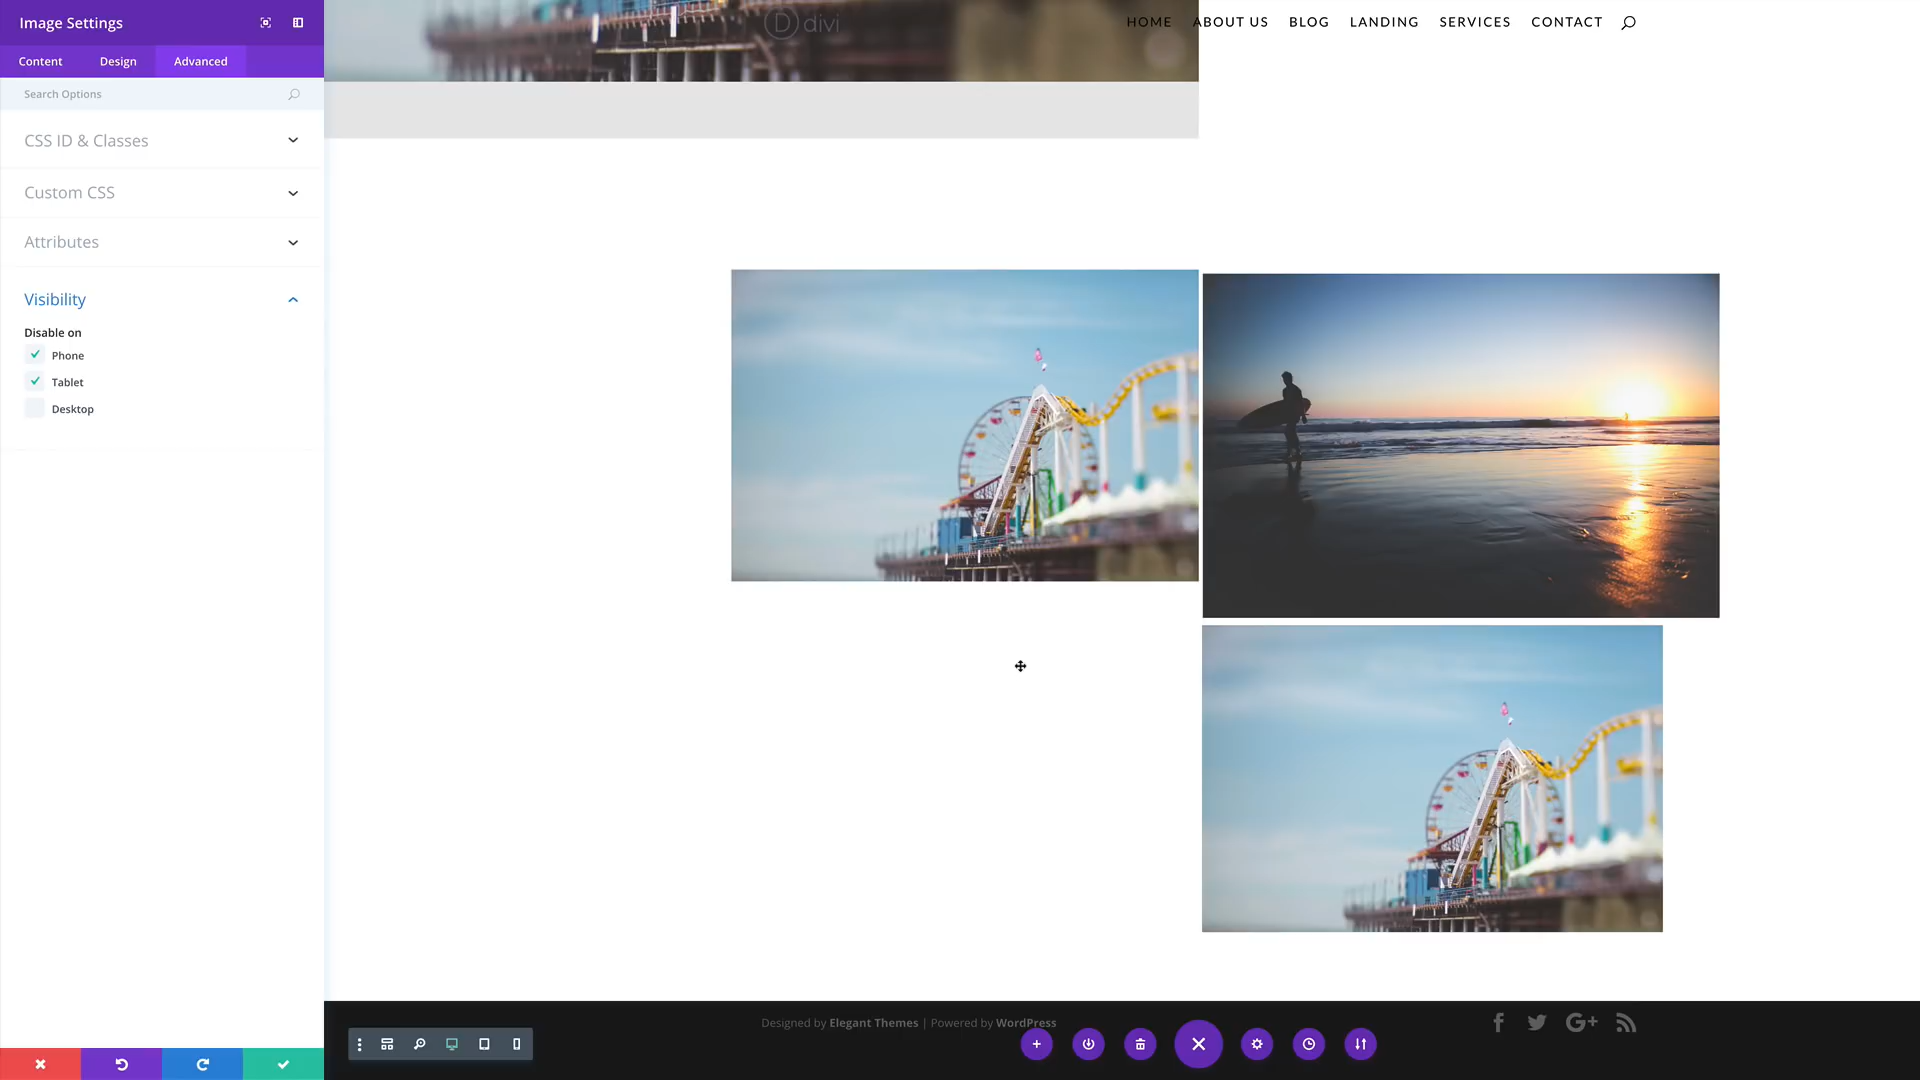 Image Settings
Content Design Advanced
Search Options
CSS ID & Classes
Custom CSS
Attributes
Visibility
Disable on
Phone
Tablet
Desktop
D divi
HOME ABOUT US BLOG LANDING SERVICES CONTACT
Designed by Elegant Themes | Powered by WordPress